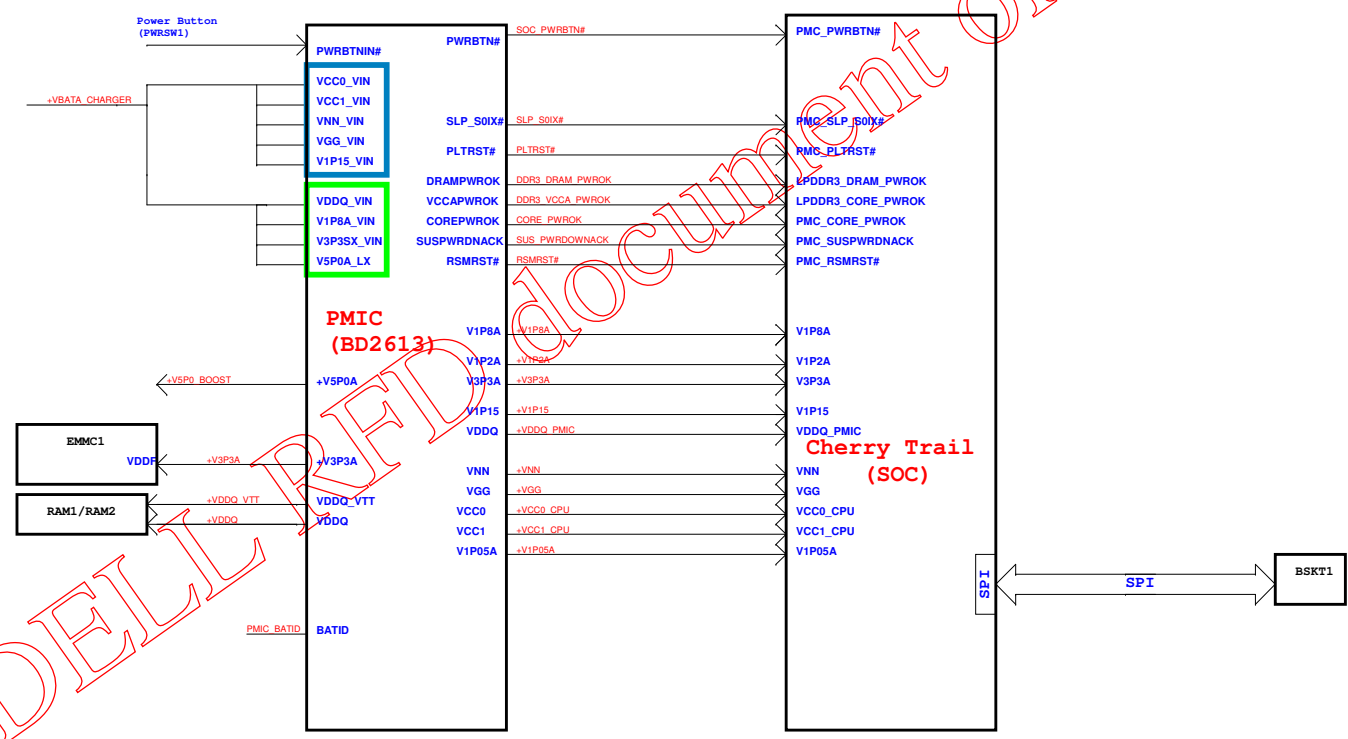 Power Button
(PWRSW1)
PWRBTNIN#
+VBATA_CHARGER
VCC0_VIN
VCC1_VIN
VNN_VIN
VGG_VIN
V1P15_VIN
VDDQ_VIN
V1P8A_VIN
V3P3SX_VIN
V5P0A_LX
PMIC
(BD2613)
+V5P0_BOOST
+V5P0A
EMMC1
VDDF
+V3P3A
+V3P3A
RAM1/RAM2
+VDDQ_VTT
VDDQ_VTT
+VDDQ
VDDQ
PMIC_BATID
BATID
PWRBTN#
SOC_PWRBTN#
PMC_PWRBTN#
SLP_S0IX#
SLP_S0IX#
PMC_SLP_S0IX#
PLTRST#
PLTRST#
PMC_PLTRST#
DRAMPWROK
DDR3_DRAM_PWROK
LPDDR3_DRAM_PWROK
VCCAPWROK
DDR3_VCCA_PWROK
LPDDR3_CORE_PWROK
COREPWROK
CORE_PWROK
PMC_CORE_PWROK
SUSPWRDNACK
SUS_PWRDOWNACK
PMC_SUSPWRDNACK
RSMRST#
RSMRST#
PMC_RSMRST#
V1P8A
+V1P8A
V1P8A
V1P2A
+V1P2A
V1P2A
V3P3A
+V3P3A
V3P3A
V1P15
+V1P15
V1P15
VDDQ
+VDDQ_PMIC
VDDQ_PMIC
Cherry Trail
(SOC)
VNN
+VNN
VNN
VGG
+VGG
VGG
VCC0
+VCC0_CPU
VCC0_CPU
VCC1
+VCC1_CPU
VCC1_CPU
V1P05A
+V1P05A
V1P05A
SPI
SPI
BSKT1
DELL RFD document